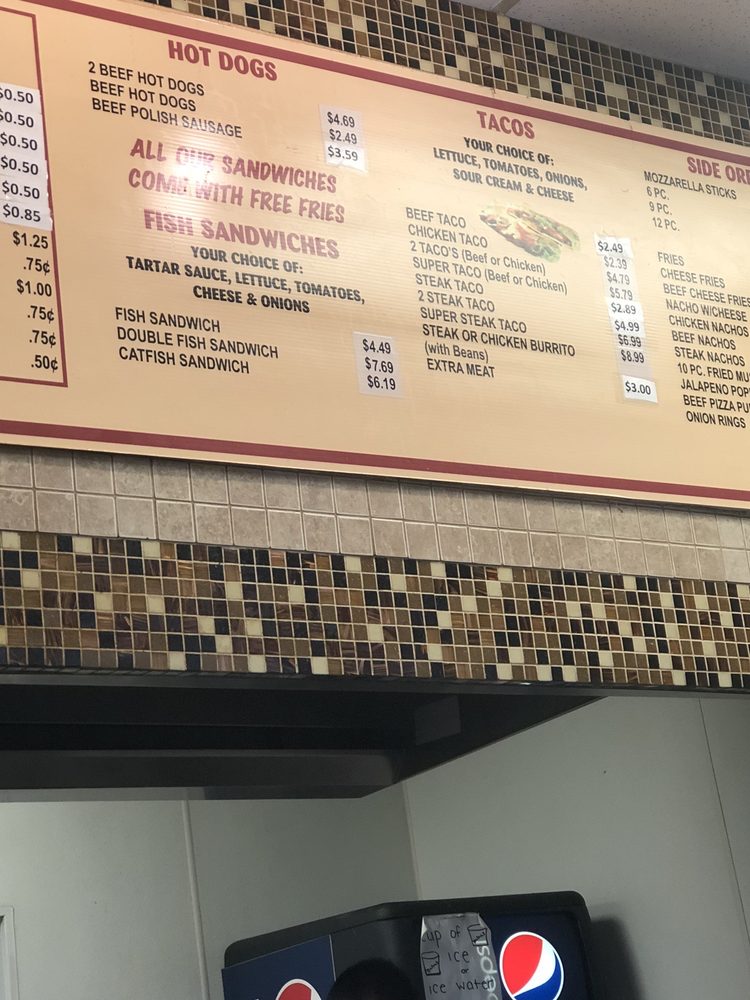 $0.50
$0.50
$0.50
$0.50
$0.50
$0.85
$1.25
.75¢
$1.00
.75¢
.75¢
.50¢
HOT DOGS
2 BEEF HOT DOGS
BEEF HOT DOGS
BEEF POLISH SAUSAGE
$4.69
$2.49
$3.59
ALL OUR SANDWICHES
COME WITH FREE FRIES
FISH SANDWICHES
YOUR CHOICE OF:
TARTAR SAUCE, LETTUCE, TOMATOES,
CHEESE & ONIONS
FISH SANDWICH
DOUBLE FISH SANDWICH
CATFISH SANDWICH
$4.49
$7.69
$6.19
TACOS
YOUR CHOICE OF:
LETTUCE, TOMATOES, ONIONS,
SOUR CREAM & CHEESE
BEEF TACO
CHICKEN TACO
2 TACO'S (Beef or Chicken)
SUPER TACO (Beef or Chicken)
STEAK TACO
2 STEAK TACO
SUPER STEAK TACO
STEAK OR CHICKEN BURRITO
(with Beans)
EXTRA MEAT
$2.49
$2.39
$4.79
$5.79
$2.89
$4.99
$6.99
$8.99
$3.00
SIDE ORE
MOZZARELLA STICKS
6 PC.
9 PC.
12 PC.
FRIES
CHEESE FRIES
BEEF CHEESE FRIES
NACHO W/CHEESE
CHICKEN NACHOS
BEEF NACHOS
STEAK NACHOS
10 PC. FRIED MU
JALAPENO POP
BEEF PIZZA PU
ONION RINGS
cup of
ice
or
ice water
pepsi